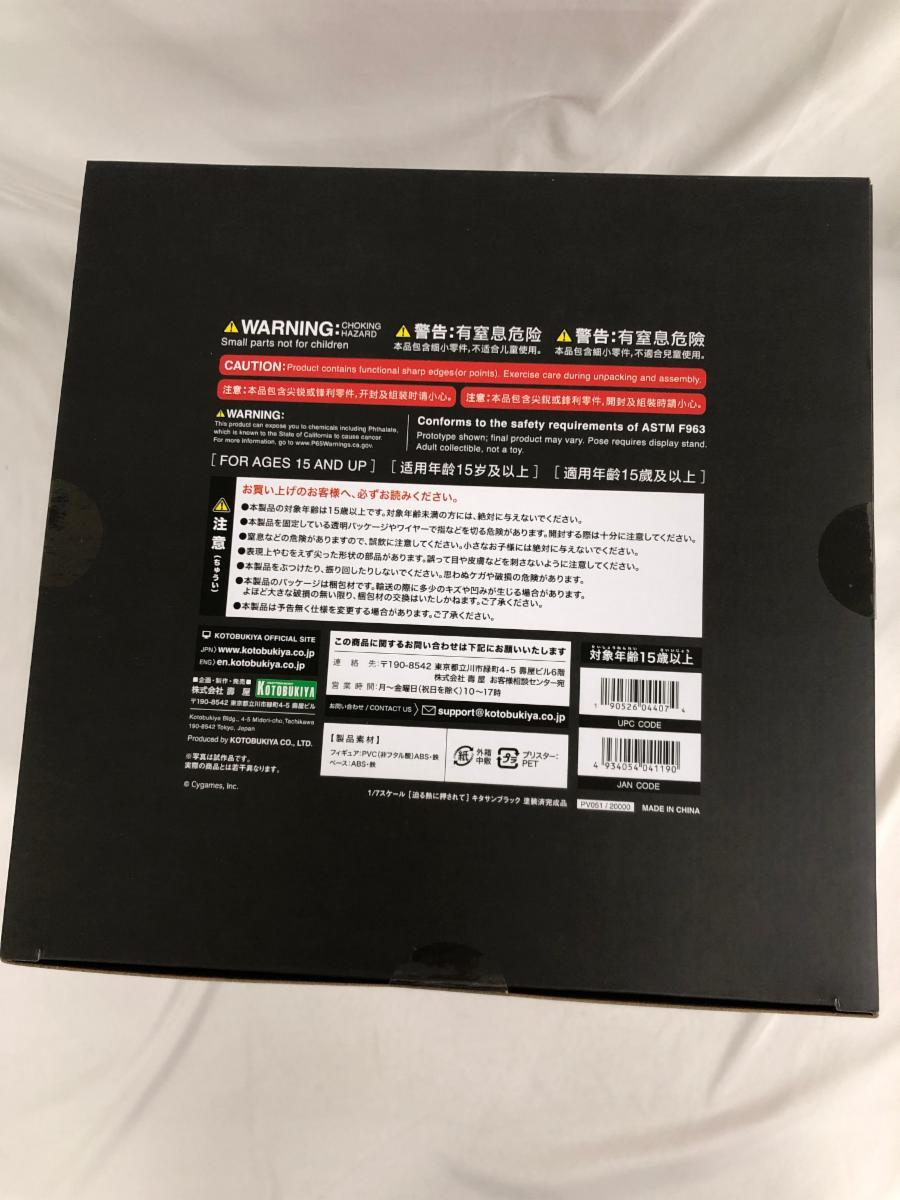 WARNING: CHOKING HAZARD
Small parts not for children
警告:有窒息危险
本品包含细小零件,不适合儿童使用。
警告:有窒息危險
本品包含細小零件,不適合兒童使用。
CAUTION:Product contains functional sharp edges(or points). Exercise care during unpacking and assembly.
注意:本品包含尖锐或锋利零件,开封及组装时请小心。
注意:本品包含尖銳或鋒利零件,開封及組裝時請小心。
WARNING:
This product can expose you to chemicals including Phthalate,
which is known to the State of California to cause cancer.
For more information, go to www.P65Warnings.ca.gov.
Conforms to the safety requirements of ASTM F963
Prototype shown; final product may vary. Pose requires display stand.
Adult collectible, not a toy.
[FOR AGES 15 AND UP] [适用年龄15岁及以上] [適用年齡15歲及以上]
注意(ちゅうい)
お買い上げのお客様へ、必ずお読みください。
●本製品の対象年齢は15歳以上です。対象年齢未満の方には、絶対に与えないでください。
●本製品を固定している透明パッケージやワイヤーで指などを切る危険があります。開封する際は十分に注意してください。
●窒息などの危険がありますので、誤飲に注意してください。小さなお子様には絶対に与えないでください。
●表現上やむをえず尖った形状の部品があります。誤って目や皮膚などを刺さないように注意してください。
●本製品をぶつけたり、振り回したりしないでください。思わぬケガや破損の危険があります。
●本製品のパッケージは梱包材です。輸送の際に多少のキズや凹みが生じる場合があります。
よほど大きな破損の無い限り、梱包材の交換はいたしかねます。ご了承ください。
●本製品は予告無く仕様を変更する場合があります。ご了承ください。
KOTOBUKIYA OFFICIAL SITE
JPN〉www.kotobukiya.co.jp
ENG〉en.kotobukiya.co.jp
■企画・製作・発売■
株式会社 壽 屋
KOTOBUKIYA
〒190-8542 東京都立川市緑町4-5 壽屋ビル
Kotobukiya Bldg., 4-5 Midori-cho,Tachikawa
190-8542 Tokyo, Japan
Produced by KOTOBUKIYA CO., LTD.
※写真は試作品です。
実際の商品とは若干異なります。
© Cygames, Inc.
この商品に関するお問い合わせは下記にお願いいたします
連絡先:〒190-8542 東京都立川市緑町4-5 壽屋ビル6階
株式会社 壽屋 お客様相談センター宛
営業時間:月〜金曜日(祝日を除く)10〜17時
お問い合わせ/CONTACT US〉support@kotobukiya.co.jp
【製品素材】
フィギュア:PVC(非フタル酸)ABS・鉄
ベース:ABS・鉄
紙 外箱 中敷
プラ ブリスター: PET
たいしょうねんれい さいいじょう
対象年齢15歳以上
1 90526 04407 4
UPC CODE
4 934054 041190
JAN CODE
1/7スケール [迫る熱に押されて] キタサンブラック 塗装済完成品
PV051 / 20000
MADE IN CHINA